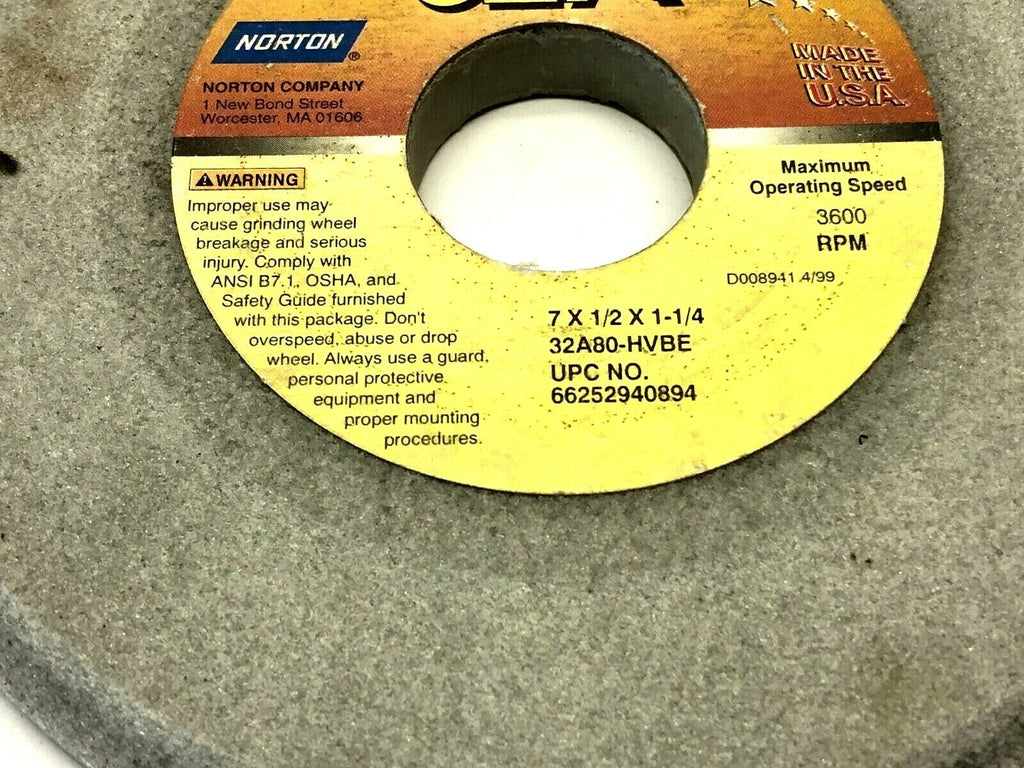 32A
NORTON®
NORTON COMPANY
1 New Bond Street
Worcester, MA 01606
MADE
IN THE
U.S.A.
WARNING
Improper use may
cause grinding wheel
breakage and serious
injury. Comply with
ANSI B7.1, OSHA, and
Safety Guide furnished
with this package. Don't
overspeed, abuse or drop
wheel. Always use a guard,
personal protective
equipment and
proper mounting
procedures.
Maximum
Operating Speed
3600
RPM
D008941 4/99
7 X 1/2 X 1-1/4
32A80-HVBE
UPC NO.
66252940894